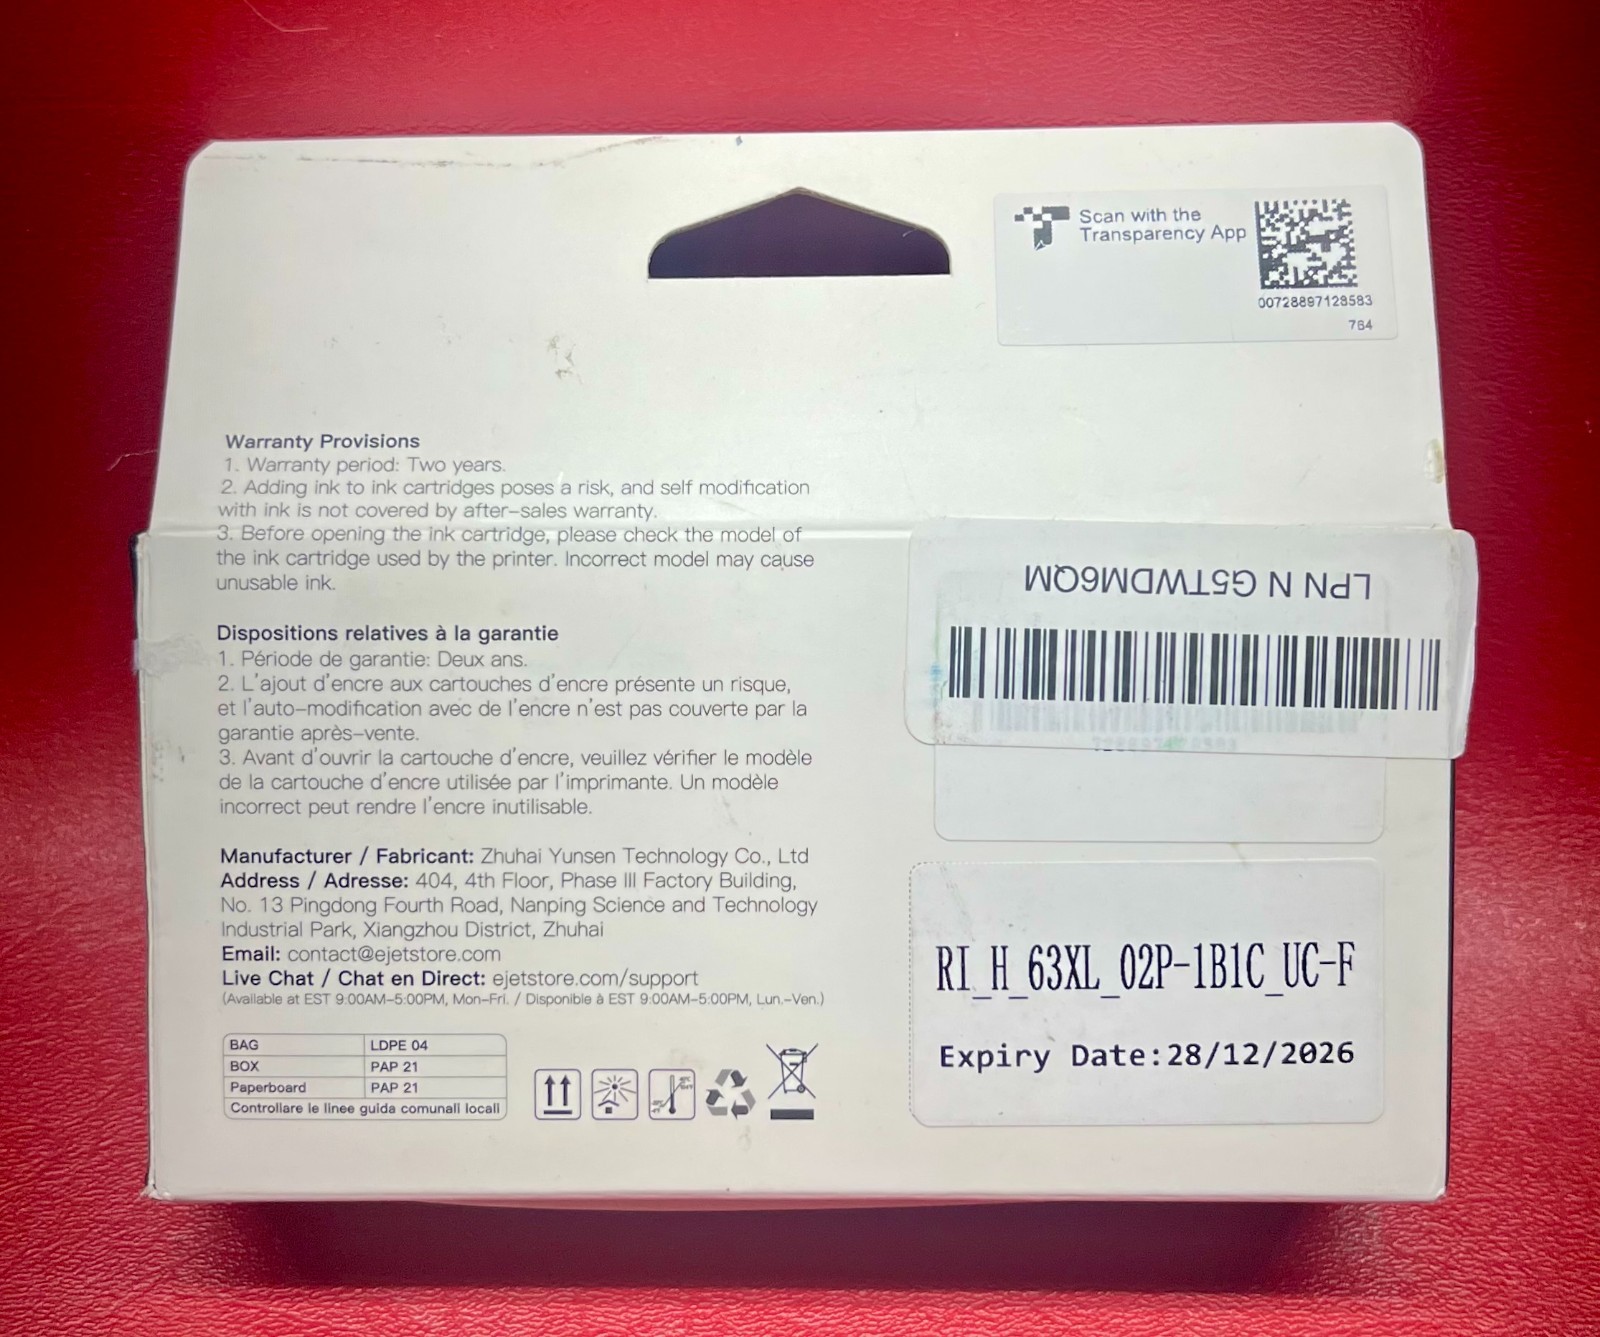 Scan with the
Transparency App
00728897128583
764
Warranty Provisions
1. Warranty period: Two years.
2. Adding ink to ink cartridges poses a risk, and self modification
with ink is not covered by after-sales warranty.
3. Before opening the ink cartridge, please check the model of
the ink cartridge used by the printer. Incorrect model may cause
unusable ink.
Dispositions relatives à la garantie
1. Période de garantie: Deux ans.
2. L'ajout d'encre aux cartouches d'encre présente un risque,
et l'auto-modification avec de l'encre n'est pas couverte par la
garantie après-vente.
3. Avant d'ouvrir la cartouche d'encre, veuillez vérifier le modèle
de la cartouche d'encre utilisée par l'imprimante. Un modèle
incorrect peut rendre l'encre inutilisable.
Manufacturer / Fabricant: Zhuhai Yunsen Technology Co., Ltd
Address / Adresse: 404, 4th Floor, Phase III Factory Building,
No. 13 Pingdong Fourth Road, Nanping Science and Technology
Industrial Park, Xiangzhou District, Zhuhai
Email: contact@ejetstore.com
Live Chat / Chat en Direct: ejetstore.com/support
(Available at EST 9:00AM-5:00PM, Mon-Fri. / Disponible à EST 9:00AM-5:00PM, Lun.-Ven.)
BAG LDPE 04
BOX PAP 21
Paperboard PAP 21
Controllare le linee guida comunali locali
LPN N G5TWDM6QM
RI_H_63XL_02P-1B1C_UC-F
Expiry Date:28/12/2026